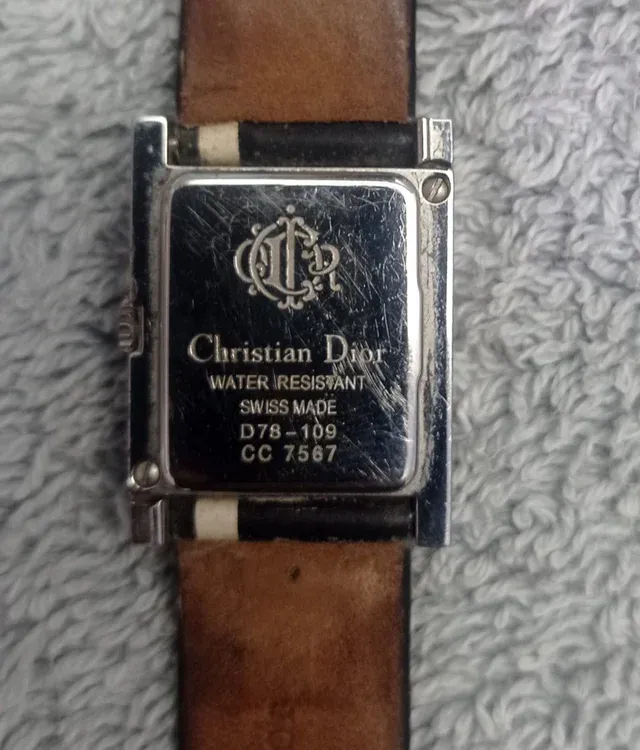 Christian Dior
WATER RESISTANT
SWISS MADE
D78-109
CC 7567